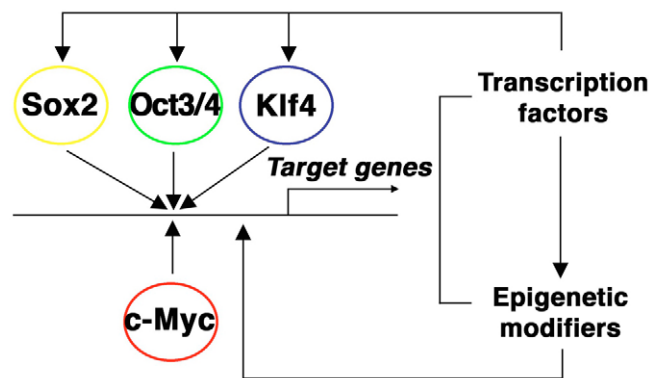 Sox2
Oct3/4
Klf4
Transcription
factors
Target genes
c-Myc
Epigenetic
modifiers